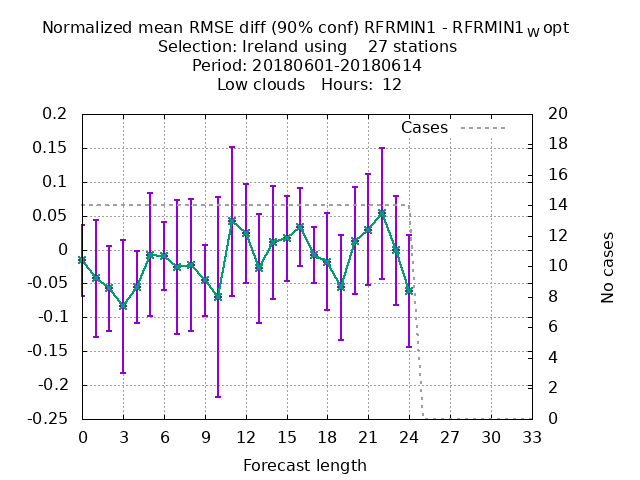 Normalized mean RMSE diff (90% conf) RFRMIN1 - RFRMIN1W opt
Selection: Ireland using 27 stations
Period: 20180601-20180614
Low clouds Hours: 12
Cases
0.2
0.15
0.1
0.05
0
-0.05
-0.1
-0.15
-0.2
-0.25
20
18
16
14
12
10
8
6
4
2
0
No cases
0 3 6 9 12 15 18 21 24 27 30 33
Forecast length